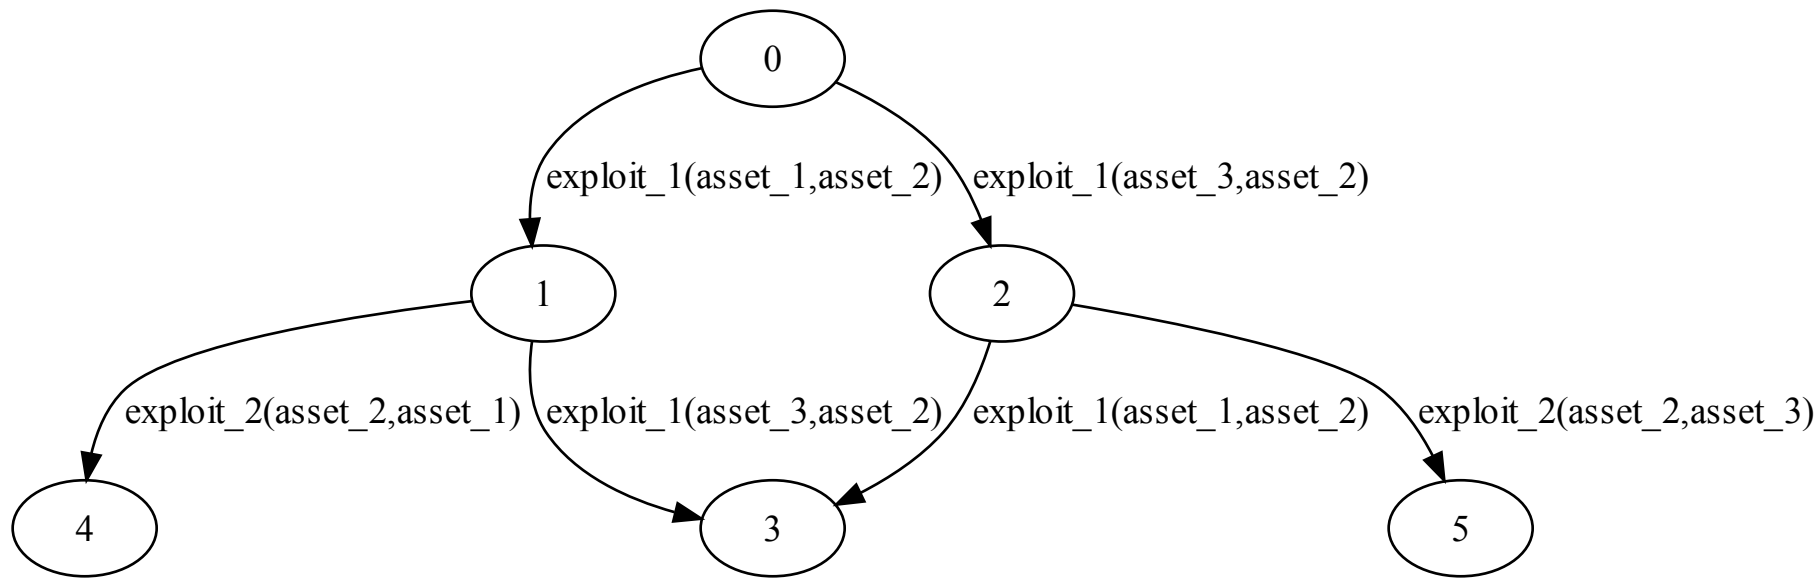 0
exploit_1(asset_1,asset_2) exploit_1(asset_3,asset_2)
1 2
exploit_2(asset_2,asset_1) exploit_1(asset_3,asset_2) exploit_1(asset_1,asset_2) exploit_2(asset_2,asset_3)
4 3 5